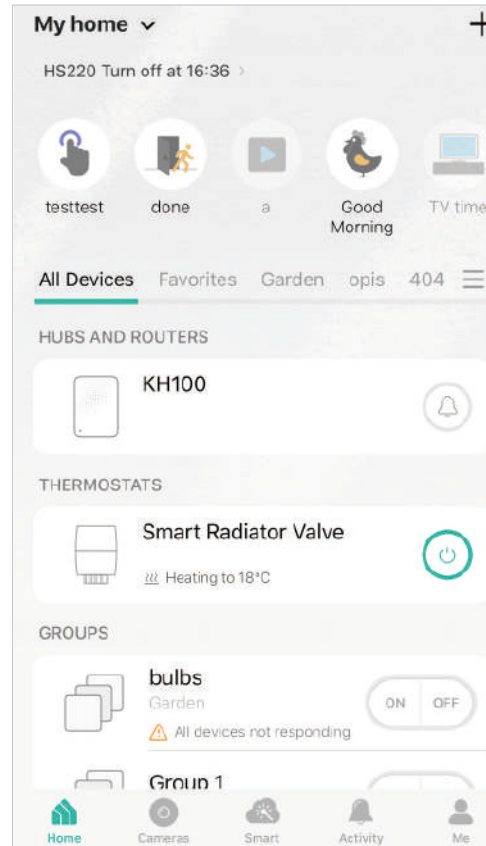 My home
HS220 Turn off at 16:36
testtest
done
a
Good
Morning
TV time
All Devices
Favorites
Garden
opis
404
HUBS AND ROUTERS
KH100
THERMOSTATS
Smart Radiator Valve
Heating to 18°C
GROUPS
bulbs
Garden
ON
OFF
All devices not responding
Group 1
Home
Cameras
Smart
Activity
Me